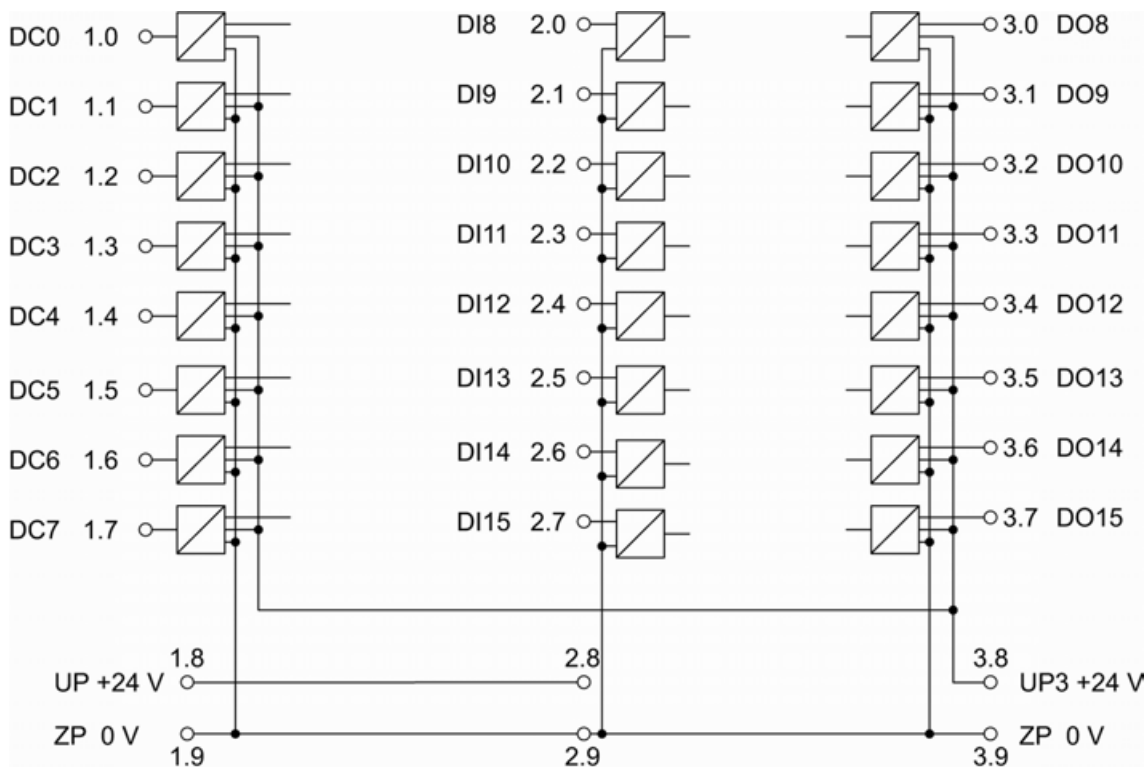 DC0 1.0 DI8 2.0 3.0 DO8
DC1 1.1 DI9 2.1 3.1 DO9
DC2 1.2 DI10 2.2 3.2 DO10
DC3 1.3 DI11 2.3 3.3 DO11
DC4 1.4 DI12 2.4 3.4 DO12
DC5 1.5 DI13 2.5 3.5 DO13
DC6 1.6 DI14 2.6 3.6 DO14
DC7 1.7 DI15 2.7 3.7 DO15
1.8 2.8 3.8
UP +24 V UP3 +24 V
ZP 0 V ZP 0 V
1.9 2.9 3.9